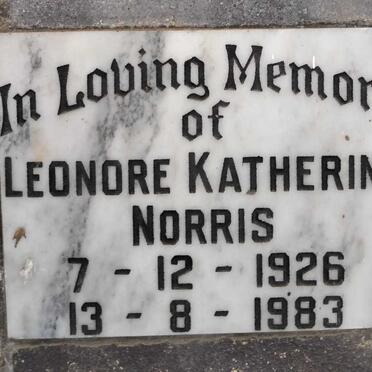 In Loving Memor
of
LEONORE KATHERIN
NORRIS
7 - 12 - 1926
13 - 8 - 1983